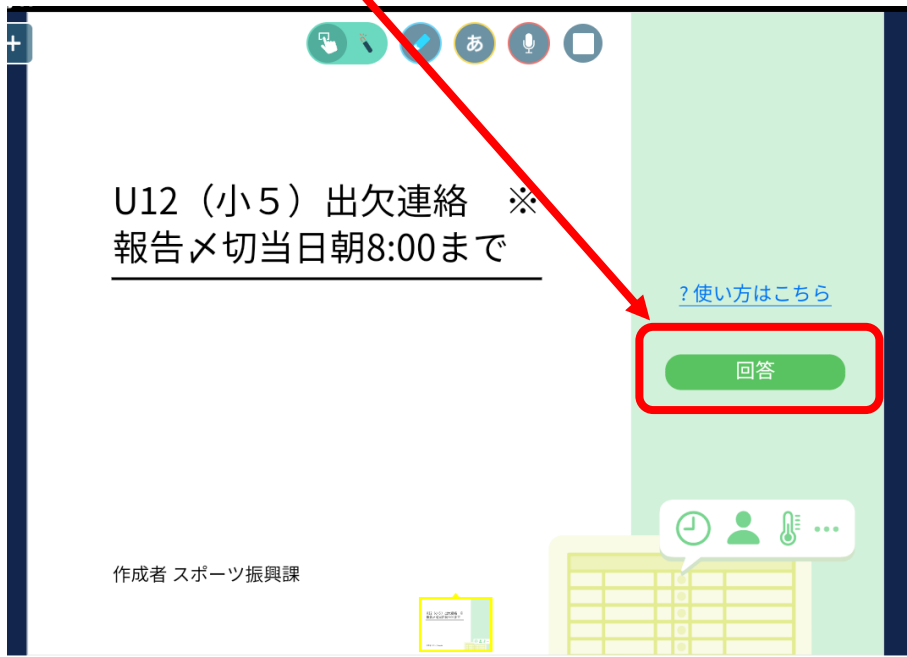 あ
U12（小５）出欠連絡　※
報告〆切当日朝8:00まで
?使い方はこちら
回答
作成者 スポーツ振興課